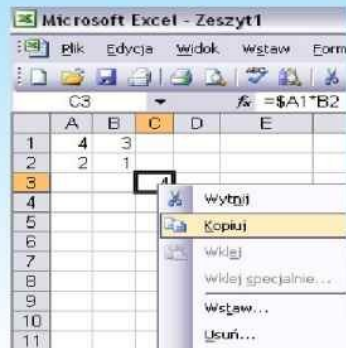 Microsoft Excel - Zeszyt1
Plik Edycja Widok Wstaw Form
C3 fx =$A1*B2
A B C D E
1 4 3
2 2 1
3 4
4 Wytnij
5 Kopiuj
6
7 Wklej
8 Wklej specjalnie...
9 Wstaw...
10
11 Usuń...